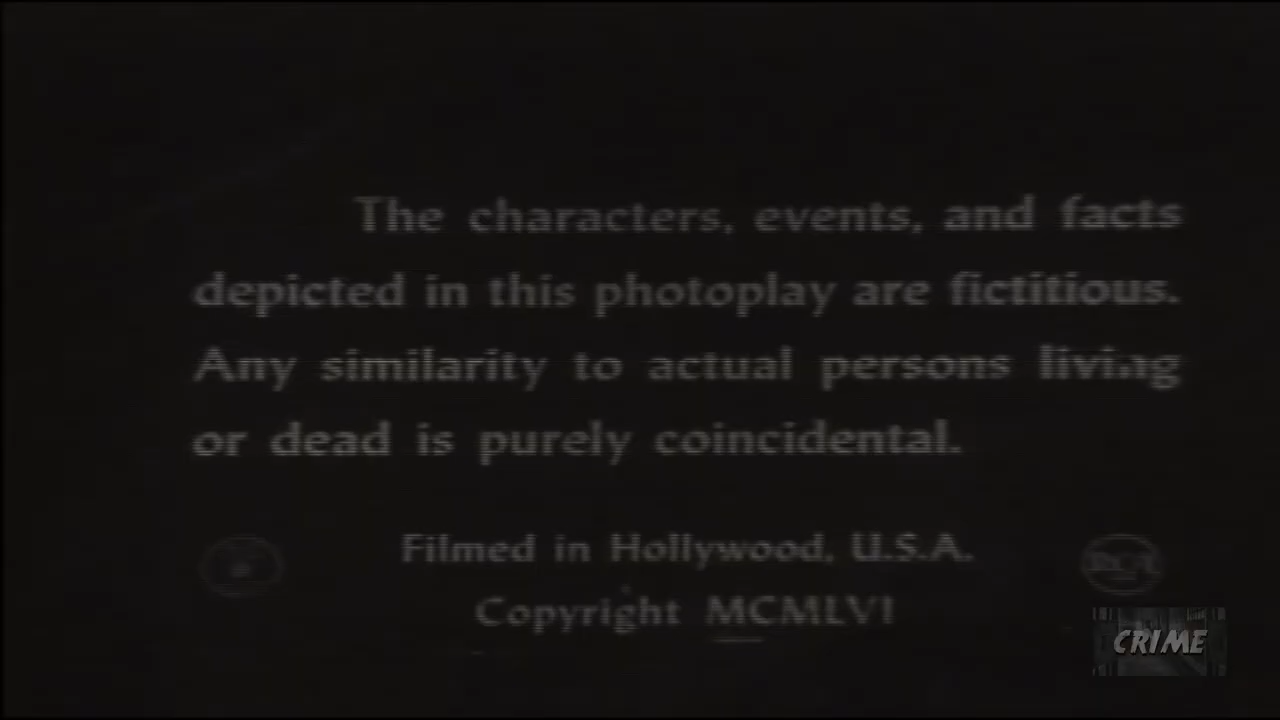 The characters, events, and facts
depicted in this photoplay are fictitious.
Any similarity to actual persons living
or dead is purely coincidental.
Filmed in Hollywood, U.S.A.
RCA
Copyright MCMLVI
CRIME